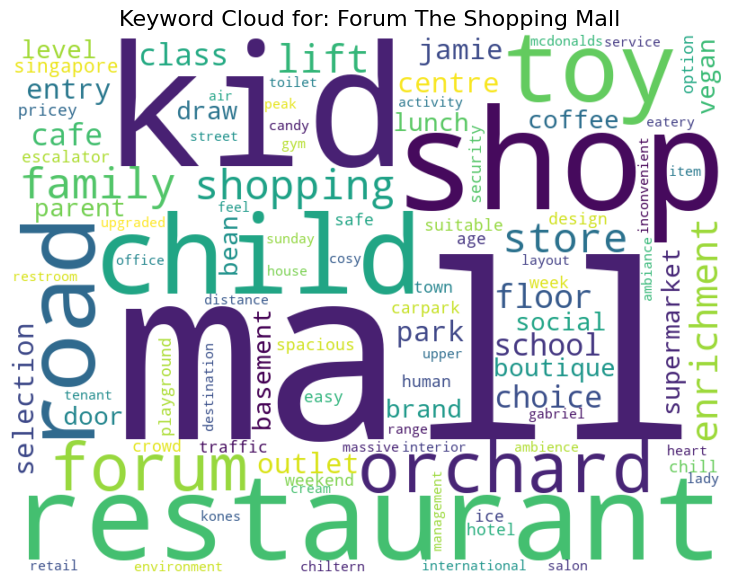 Keyword Cloud for: Forum The Shopping Mall
level
class
lift
jamie
mcdonalds
service
singapore
toilet
centre
toy
option
vegan
entry
kid
air
peak
activity
pricey
draw
candy
lunch
coffee
eatery
cafe
street
gym
security
shop
inconvenient
item
escalator
family
shopping
parent
upgraded
feel
safe
suitable
design
child
bean
sunday
age
store
ambiance
supermarket
enrichment
road
office
house
cosy
layout
restroom
distance
town
week
floor
mall
carpark
social
selection
playground
destination
basement
spacious
park
upper
school
boutique
human
easy
choice
tenant
door
brand
gabriel
range
crowd
traffic
massive
interior
ambience
heart
forum
outlet
weekend
orchard
chill
lady
cream
restaurant
management
kones
ice
hotel
retail
environment
chiltern
international
salon